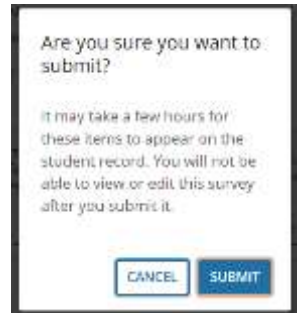 Are you sure you want to
submit?
It may take a few hours for
these items to appear on the
student record. You will not be
able to view or edit this survey
after you submit it.
CANCEL
SUBMIT